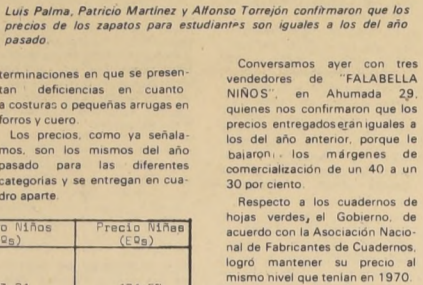 Luis Palma, Patricio Martínez y Alfonso Torrejón confirmaron que los
precios de los zapatos para estudiantes son iguales a los del año
pasado.
terminaciones en que se presen-
tan deficiencias en cuanto
a costuras o pequeñas arrugas en
forros y cuero.
Los precios, como ya señala-
mos, son los mismos del año
pasado para las diferentes
categorías y se entregan en cua-
dro aparte.
o Niños
Precio Niñas
(EQs)
Conversamos ayer con tres
vendedores de "FALABELLA
NIÑOS", en Ahumada 29,
quienes nos confirmaron que los
precios entregados eran iguales a
los del año anterior, porque le
bajaron los márgenes de
comercialización de un 40 a un
30 por ciento.
Respecto a los cuadernos de
hojas verdes, el Gobierno, de
acuerdo con la Asociación Nacio-
nal de Fabricantes de Cuadernos,
logró mantener su precio al
mismo nivel que tenían en 1970.